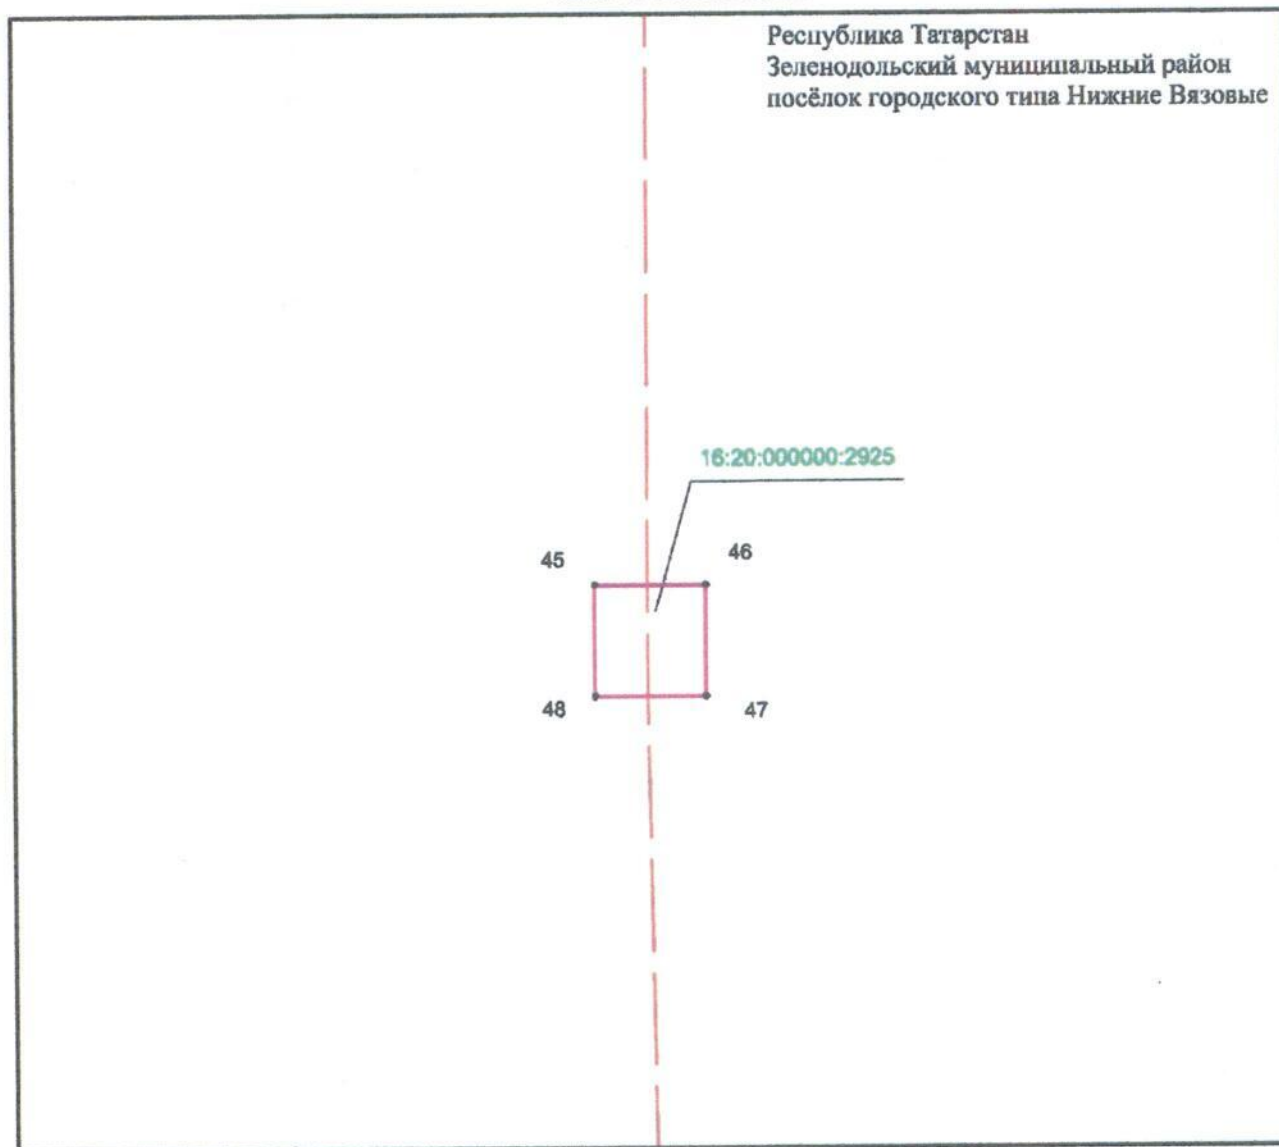 Республика Татарстан
Зеленодольский муниципальный район
посёлок городского типа Нижние Вязовые
16:20:000000:2925
45
46
48
47